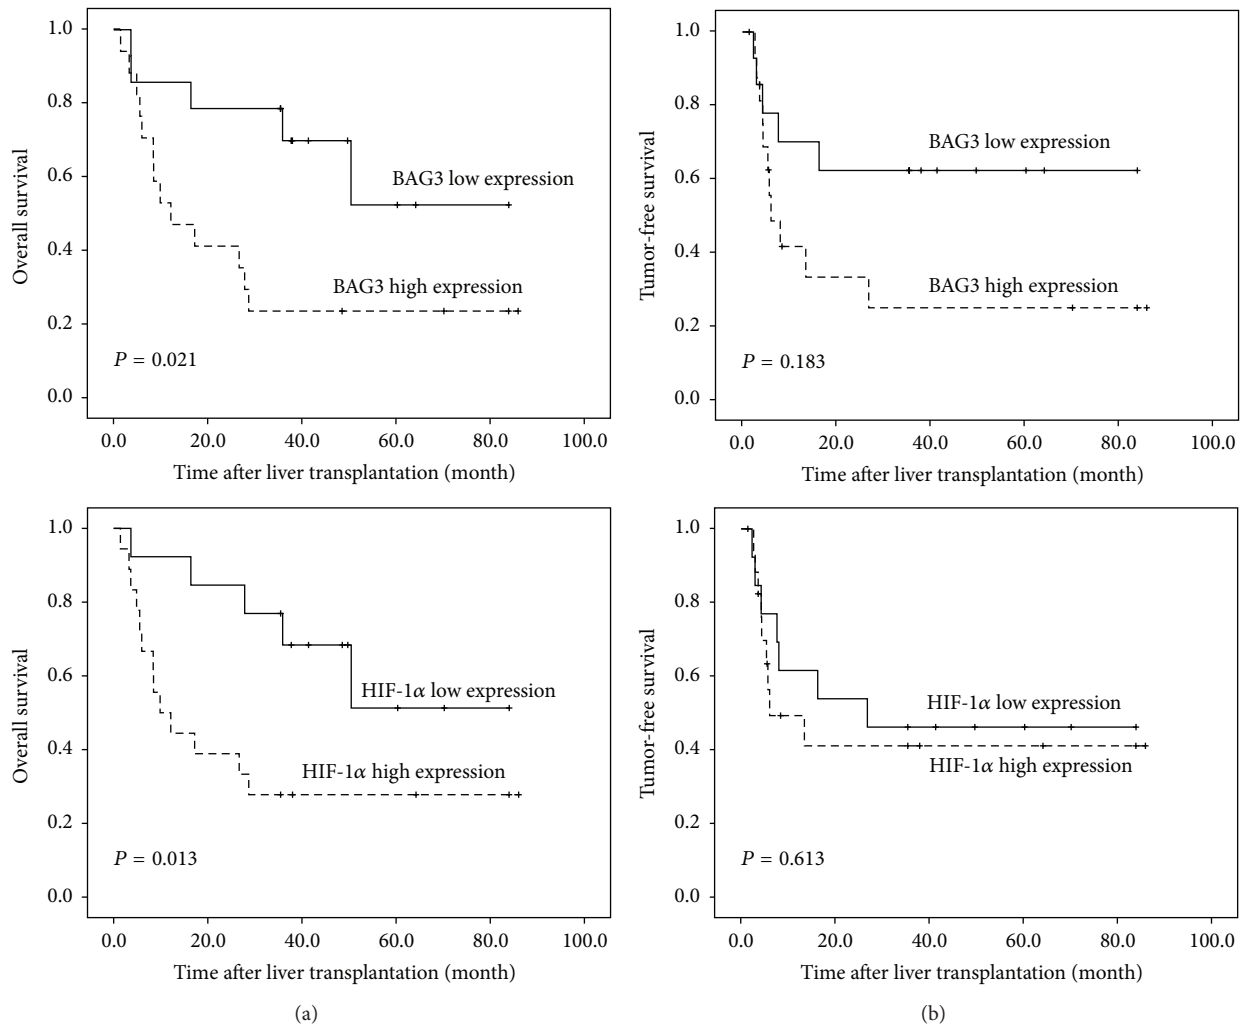 1.0
0.8
0.6
0.4
0.2
0.0
Overall survival
BAG3 low expression
BAG3 high expression
P = 0.021
0.0 20.0 40.0 60.0 80.0 100.0
Time after liver transplantation (month)
1.0
0.8
0.6
0.4
0.2
0.0
Tumor-free survival
BAG3 low expression
BAG3 high expression
P = 0.183
0.0 20.0 40.0 60.0 80.0 100.0
Time after liver transplantation (month)
1.0
0.8
0.6
0.4
0.2
0.0
Overall survival
HIF-1α low expression
HIF-1α high expression
P = 0.013
0.0 20.0 40.0 60.0 80.0 100.0
Time after liver transplantation (month)
(a)
1.0
0.8
0.6
0.4
0.2
0.0
Tumor-free survival
HIF-1α low expression
HIF-1α high expression
P = 0.613
0.0 20.0 40.0 60.0 80.0 100.0
Time after liver transplantation (month)
(b)